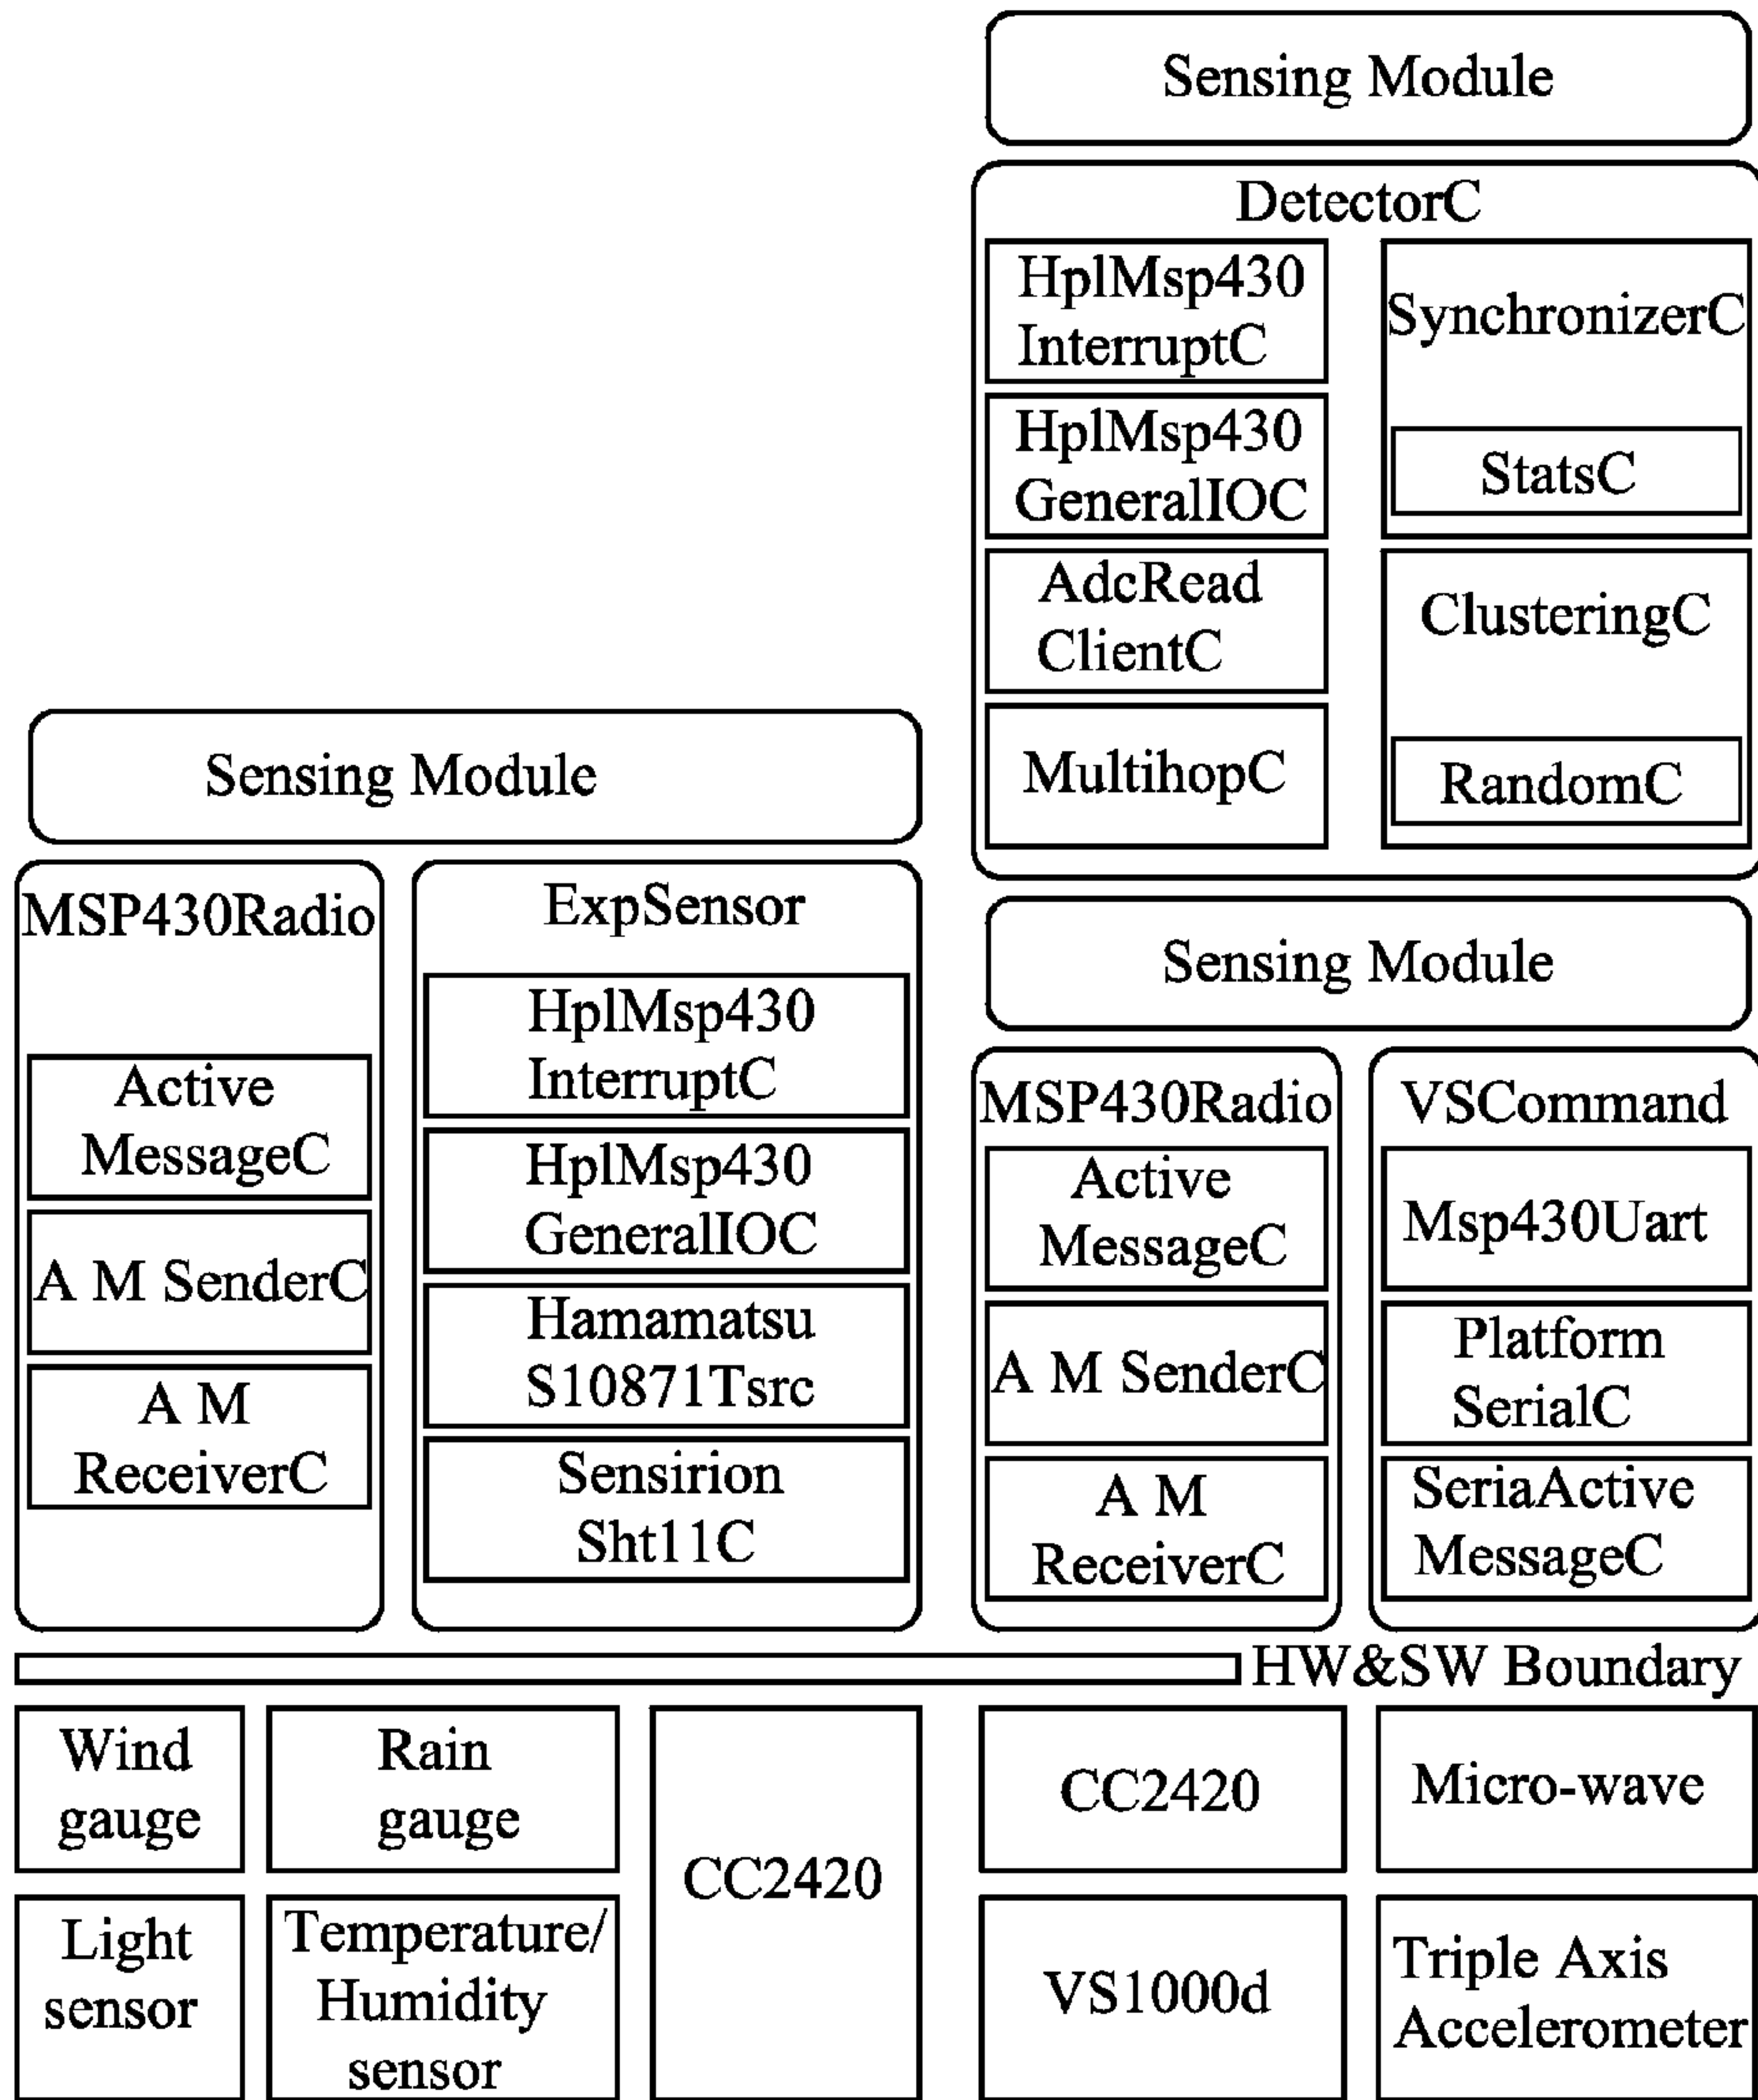 Sensing Module
DetectorC
HplMsp430
InterruptC
HplMsp430
GeneralIOC
AdcRead
ClientC
MultihopC
SynchronizerC
StatsC
ClusteringC
RandomC
Sensing Module
MSP430Radio
Active
MessageC
A M SenderC
A M
ReceiverC
ExpSensor
HplMsp430
InterruptC
HplMsp430
GeneralIOC
Hamamatsu
S10871Tsrc
Sensirion
Sht11C
Sensing Module
MSP430Radio
Active
MessageC
A M SenderC
A M
ReceiverC
VSCommand
Msp430Uart
Platform
SerialC
SeriaActive
MessageC
HW&SW Boundary
Wind
gauge
Rain
gauge
Light
sensor
Temperature/
Humidity
sensor
CC2420
CC2420
Micro-wave
VS1000d
Triple Axis
Accelerometer